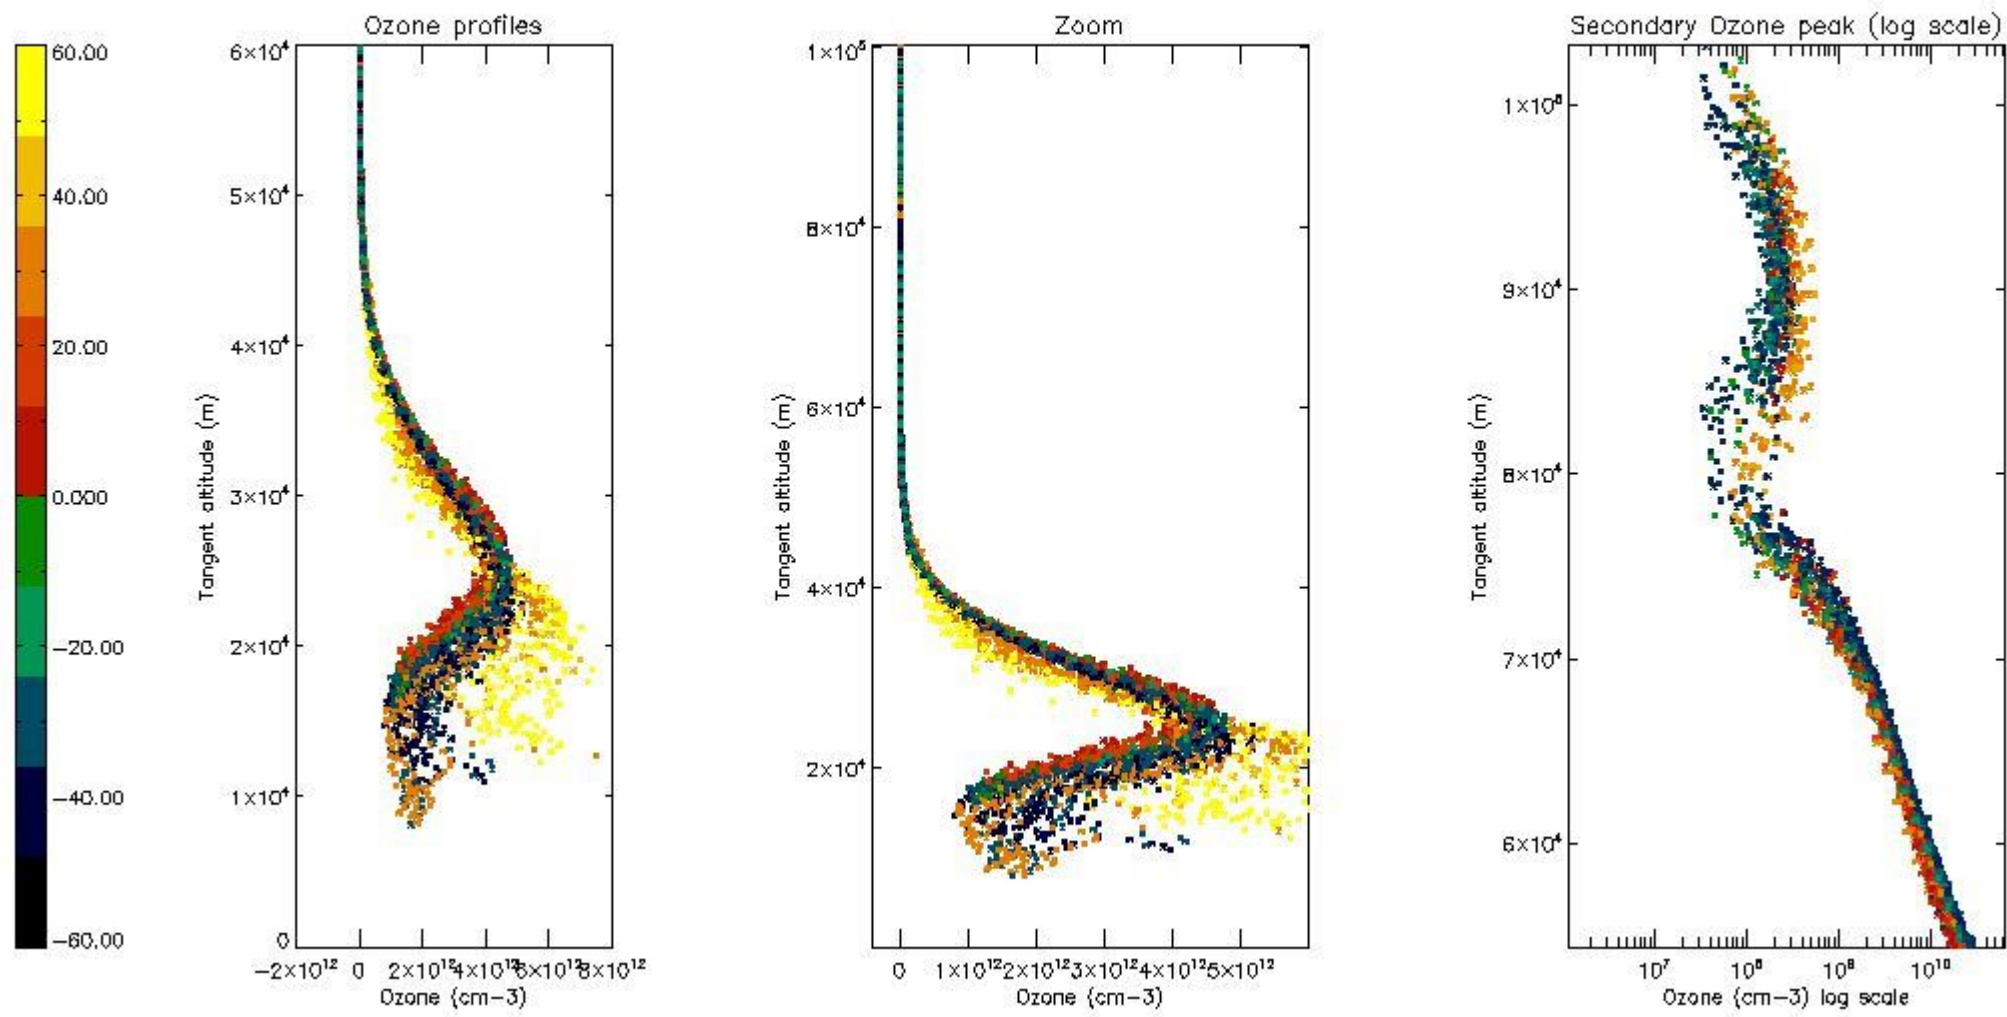 Ozone profiles
Zoom
Secondary Ozone peak (log scale)
60.00
40.00
20.00
0.000
−20.00
−40.00
−60.00
6×10⁴
5×10⁴
4×10⁴
3×10⁴
2×10⁴
1×10⁴
0
Tangent altitude (m)
−2×10¹² 0 2×10¹² 4×10¹² 6×10¹² 8×10¹²
Ozone (cm−3)
1×10⁵
8×10⁴
6×10⁴
4×10⁴
2×10⁴
Tangent altitude (m)
0 1×10¹² 2×10¹² 3×10¹² 4×10¹² 5×10¹²
Ozone (cm−3)
1×10⁵
9×10⁴
8×10⁴
7×10⁴
6×10⁴
Tangent altitude (m)
10⁷ 10⁸ 10⁹ 10¹⁰
Ozone (cm−3) log scale